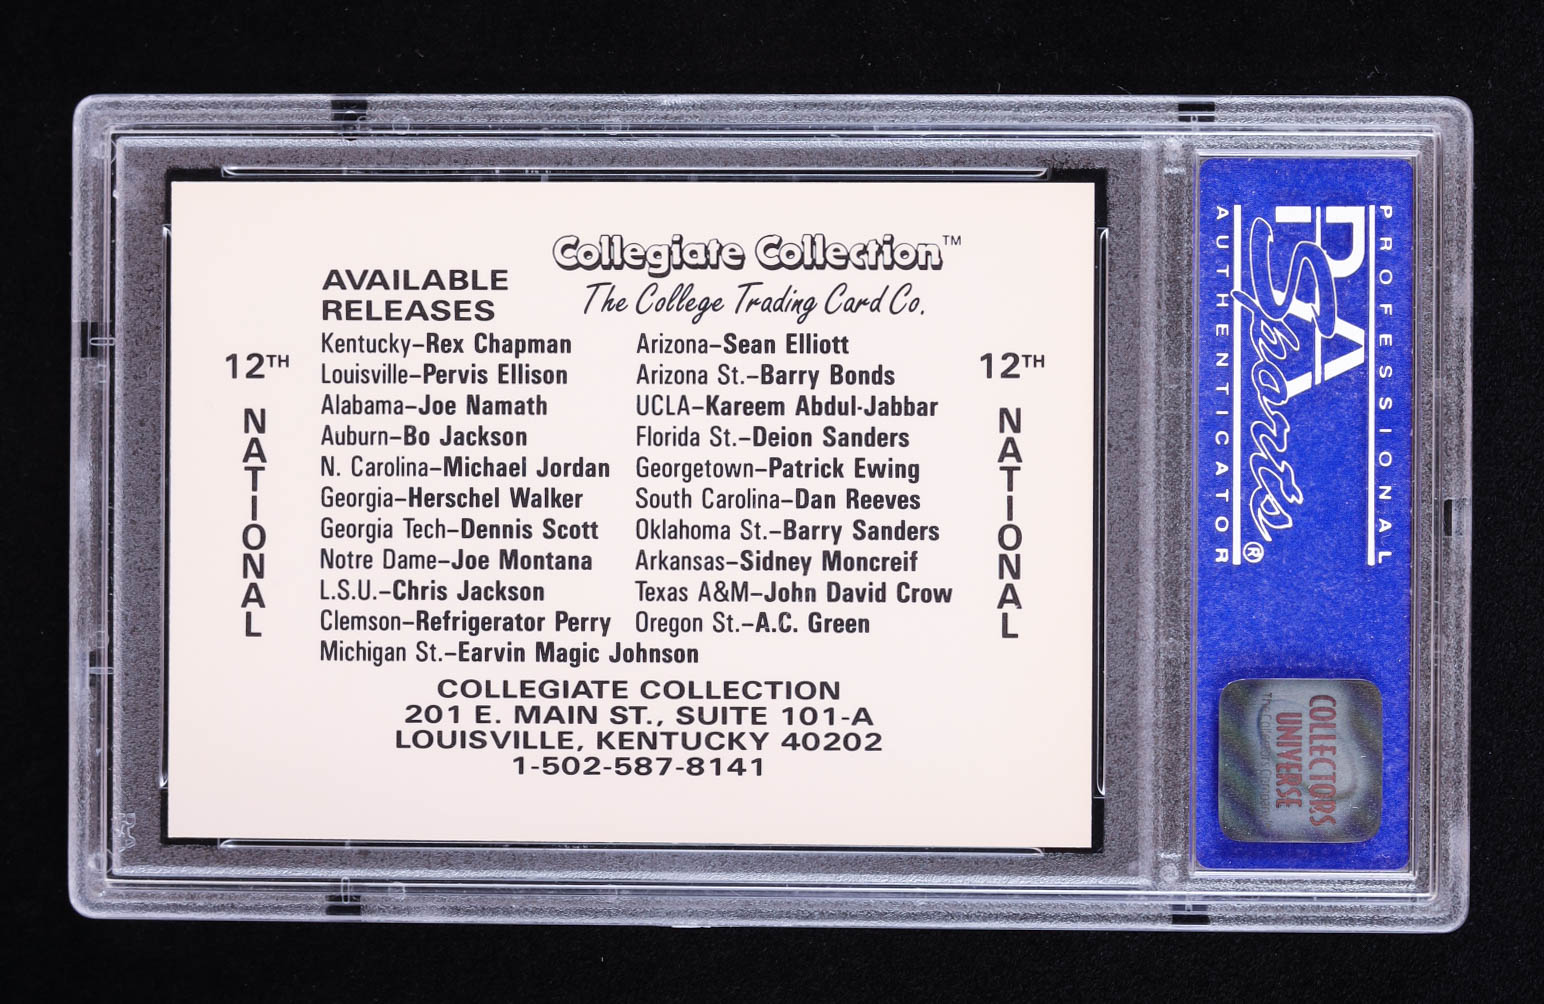 Collegiate Collection™
The College Trading Card Co.
AVAILABLE
RELEASES
Kentucky–Rex Chapman
Louisville–Pervis Ellison
Alabama–Joe Namath
Auburn–Bo Jackson
N. Carolina–Michael Jordan
Georgia–Herschel Walker
Georgia Tech–Dennis Scott
Notre Dame–Joe Montana
L.S.U.–Chris Jackson
Clemson–Refrigerator Perry
Michigan St.–Earvin Magic Johnson
Arizona–Sean Elliott
Arizona St.–Barry Bonds
UCLA–Kareem Abdul-Jabbar
Florida St.–Deion Sanders
Georgetown–Patrick Ewing
South Carolina–Dan Reeves
Oklahoma St.–Barry Sanders
Arkansas–Sidney Moncreif
Texas A&M–John David Crow
Oregon St.–A.C. Green
12TH
NATIONAL
12TH
NATIONAL
COLLEGIATE COLLECTION
201 E. MAIN ST., SUITE 101-A
LOUISVILLE, KENTUCKY 40202
1-502-587-8141
PROFESSIONAL
PSA
Sports®
AUTHENTICATOR
COLLECTORS
UNIVERSE